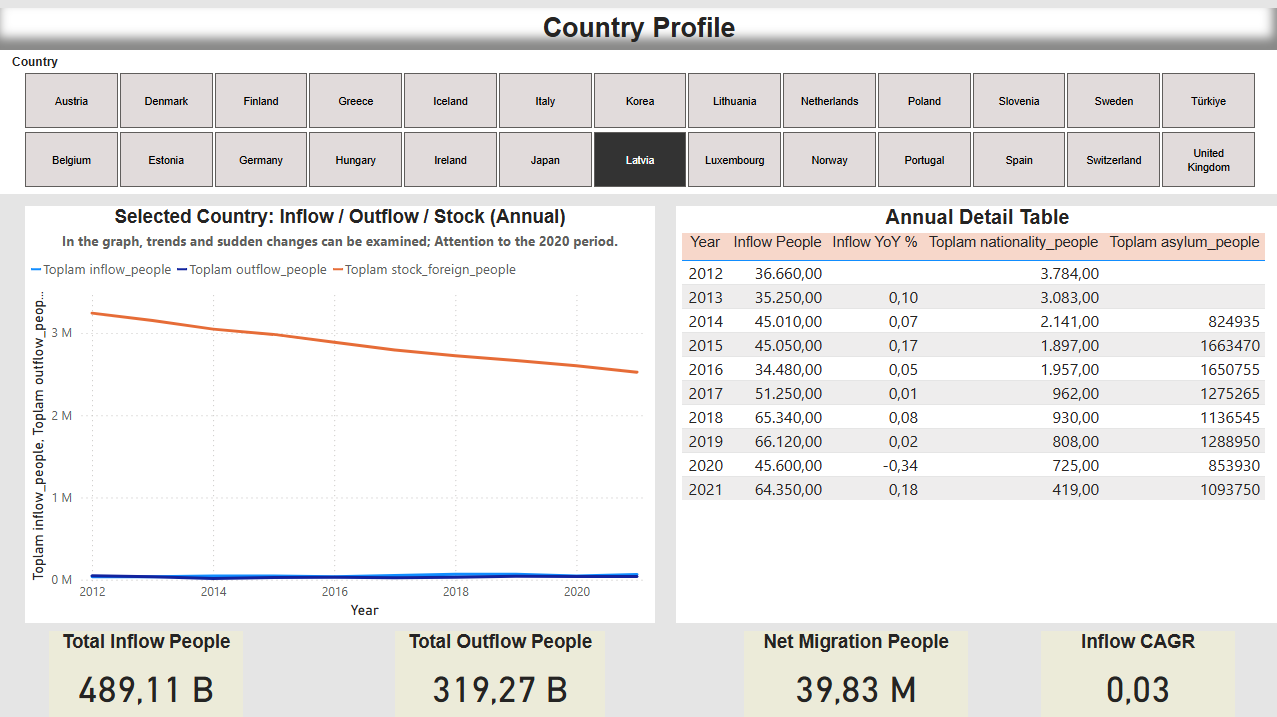 Country Profile
Country
Austria Denmark Finland Greece Iceland Italy Korea Lithuania Netherlands Poland Slovenia Sweden Türkiye
Belgium Estonia Germany Hungary Ireland Japan Latvia Luxembourg Norway Portugal Spain Switzerland United Kingdom
Selected Country: Inflow / Outflow / Stock (Annual)
In the graph, trends and sudden changes can be examined; Attention to the 2020 period.
Toplam inflow_people Toplam outflow_people Toplam stock_foreign_people
Toplam inflow_people, Toplam outflow_peop...
3 M
2 M
1 M
0 M
2012 2014 2016 2018 2020
Year
Annual Detail Table
Year Inflow People Inflow YoY % Toplam nationality_people Toplam asylum_people
2012 36.660,00 3.784,00
2013 35.250,00 0,10 3.083,00
2014 45.010,00 0,07 2.141,00 824935
2015 45.050,00 0,17 1.897,00 1663470
2016 34.480,00 0,05 1.957,00 1650755
2017 51.250,00 0,01 962,00 1275265
2018 65.340,00 0,08 930,00 1136545
2019 66.120,00 0,02 808,00 1288950
2020 45.600,00 -0,34 725,00 853930
2021 64.350,00 0,18 419,00 1093750
Total Inflow People
489,11 B
Total Outflow People
319,27 B
Net Migration People
39,83 M
Inflow CAGR
0,03